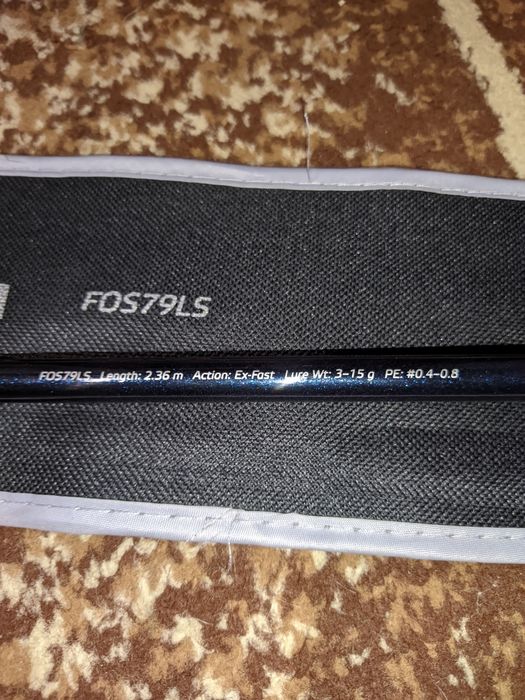 FOS79LS
FOS79LS Length: 2.36 m Action: Ex-Fast Lure Wt: 3-15 g PE: #0.4-0.8